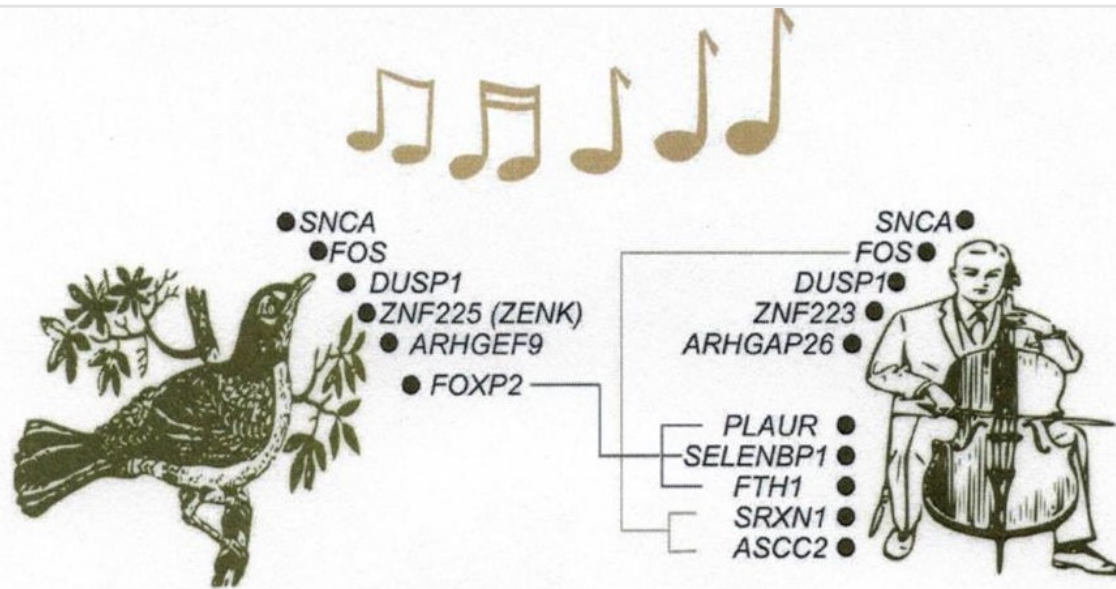 SNCA
FOS
DUSP1
ZNF225 (ZENK)
ARHGEF9
FOXP2
SNCA
FOS
DUSP1
ZNF223
ARHGAP26
PLAUR
SELENBP1
FTH1
SRXN1
ASCC2